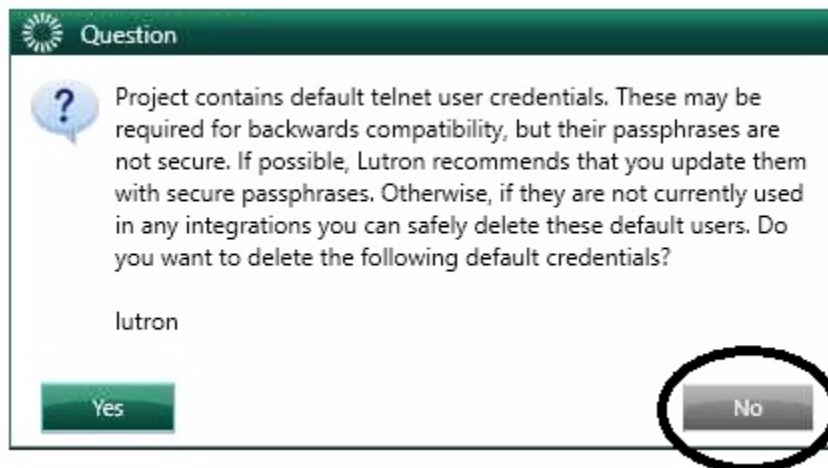 Question
Project contains default telnet user credentials. These may be
required for backwards compatibility, but their passphrases are
not secure. If possible, Lutron recommends that you update them
with secure passphrases. Otherwise, if they are not currently used
in any integrations you can safely delete these default users. Do
you want to delete the following default credentials?
lutron
Yes
No